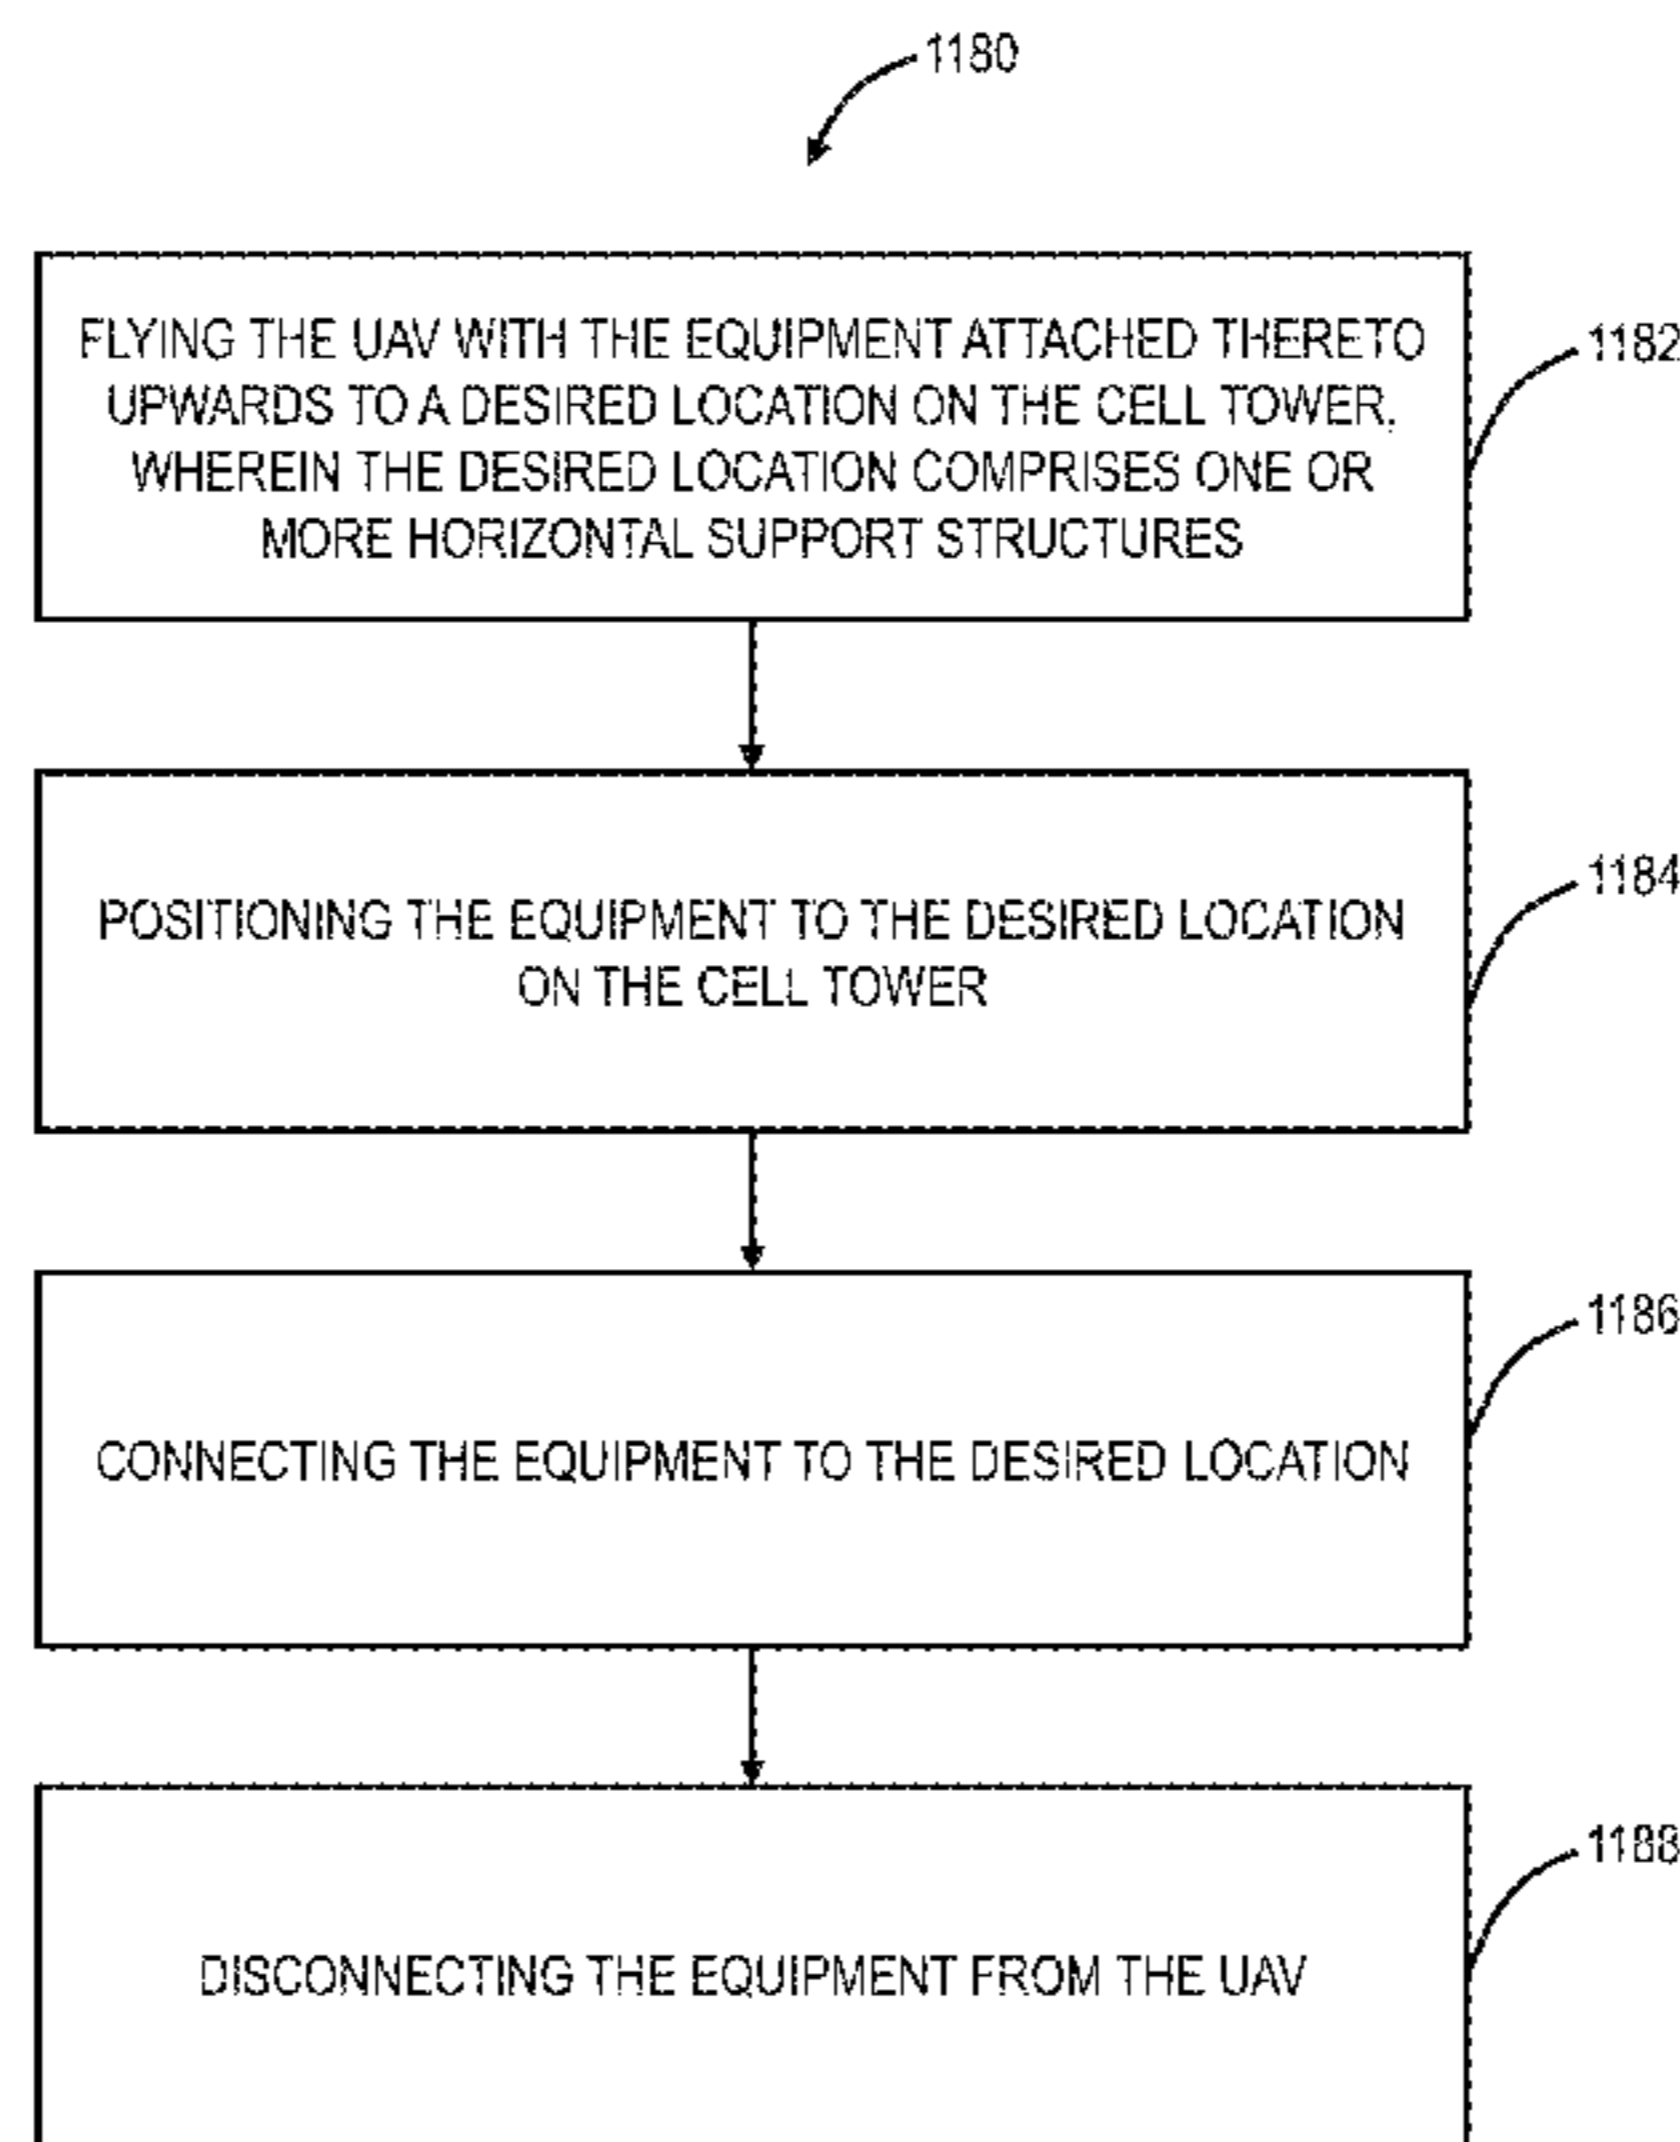 1180
FLYING THE UAV WITH THE EQUIPMENT ATTACHED THERETO
UPWARDS TO A DESIRED LOCATION ON THE CELL TOWER,
WHEREIN THE DESIRED LOCATION COMPRISES ONE OR
MORE HORIZONTAL SUPPORT STRUCTURES
1182
POSITIONING THE EQUIPMENT TO THE DESIRED LOCATION
ON THE CELL TOWER
1184
CONNECTING THE EQUIPMENT TO THE DESIRED LOCATION
1186
DISCONNECTING THE EQUIPMENT FROM THE UAV
1188